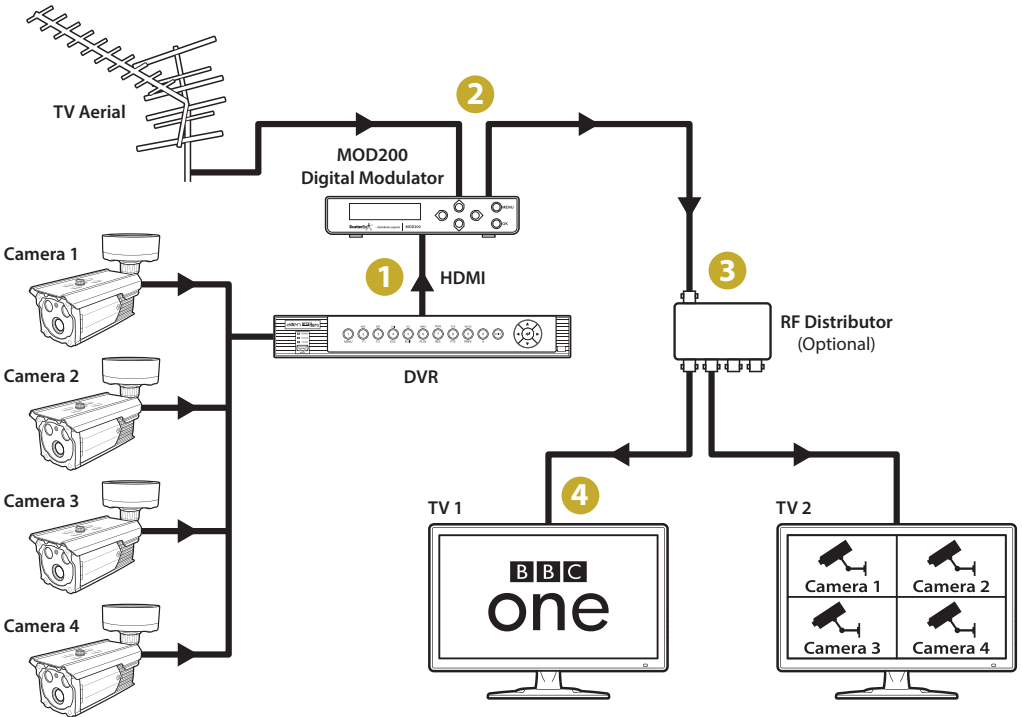 TV Aerial
2
MOD200
Digital Modulator
MENU
OK
MOD200
Camera 1
1
HDMI
3
RF Distributor
(Optional)
DVR
Camera 2
Camera 3
4
TV 1
TV 2
BBC
one
Camera 1
Camera 2
Camera 3
Camera 4
Camera 4